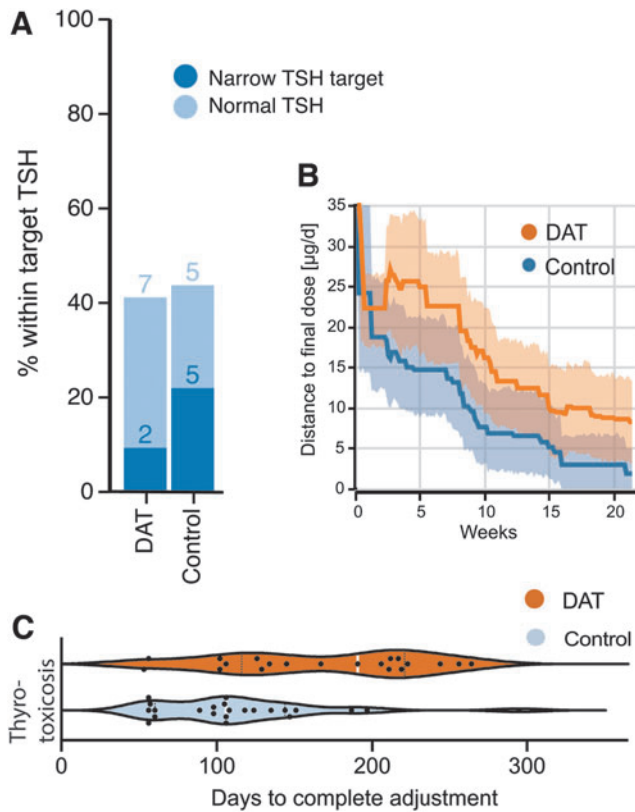 A
100
80
60
40
20
0
% within target TSH
Narrow TSH target
Normal TSH
7
5
2
5
DAT
Control
B
35
30
25
20
15
10
5
0
Distance to final dose [µg/d]
DAT
Control
0
5
10
15
20
Weeks
C
DAT
Control
Thyro-
toxicosis
0
100
200
300
Days to complete adjustment